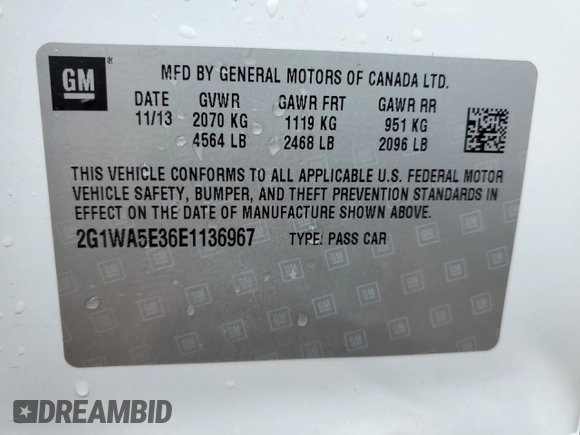 GM
MFD BY GENERAL MOTORS OF CANADA LTD.
DATE GVWR GAWR FRT GAWR RR
11/13 2070 KG 1119 KG 951 KG
4564 LB 2468 LB 2096 LB
THIS VEHICLE CONFORMS TO ALL APPLICABLE U.S. FEDERAL MOTOR
VEHICLE SAFETY, BUMPER, AND THEFT PREVENTION STANDARDS IN
EFFECT ON THE DATE OF MANUFACTURE SHOWN ABOVE.
2G1WA5E36E1136967 TYPE: PASS CAR
DREAMBID